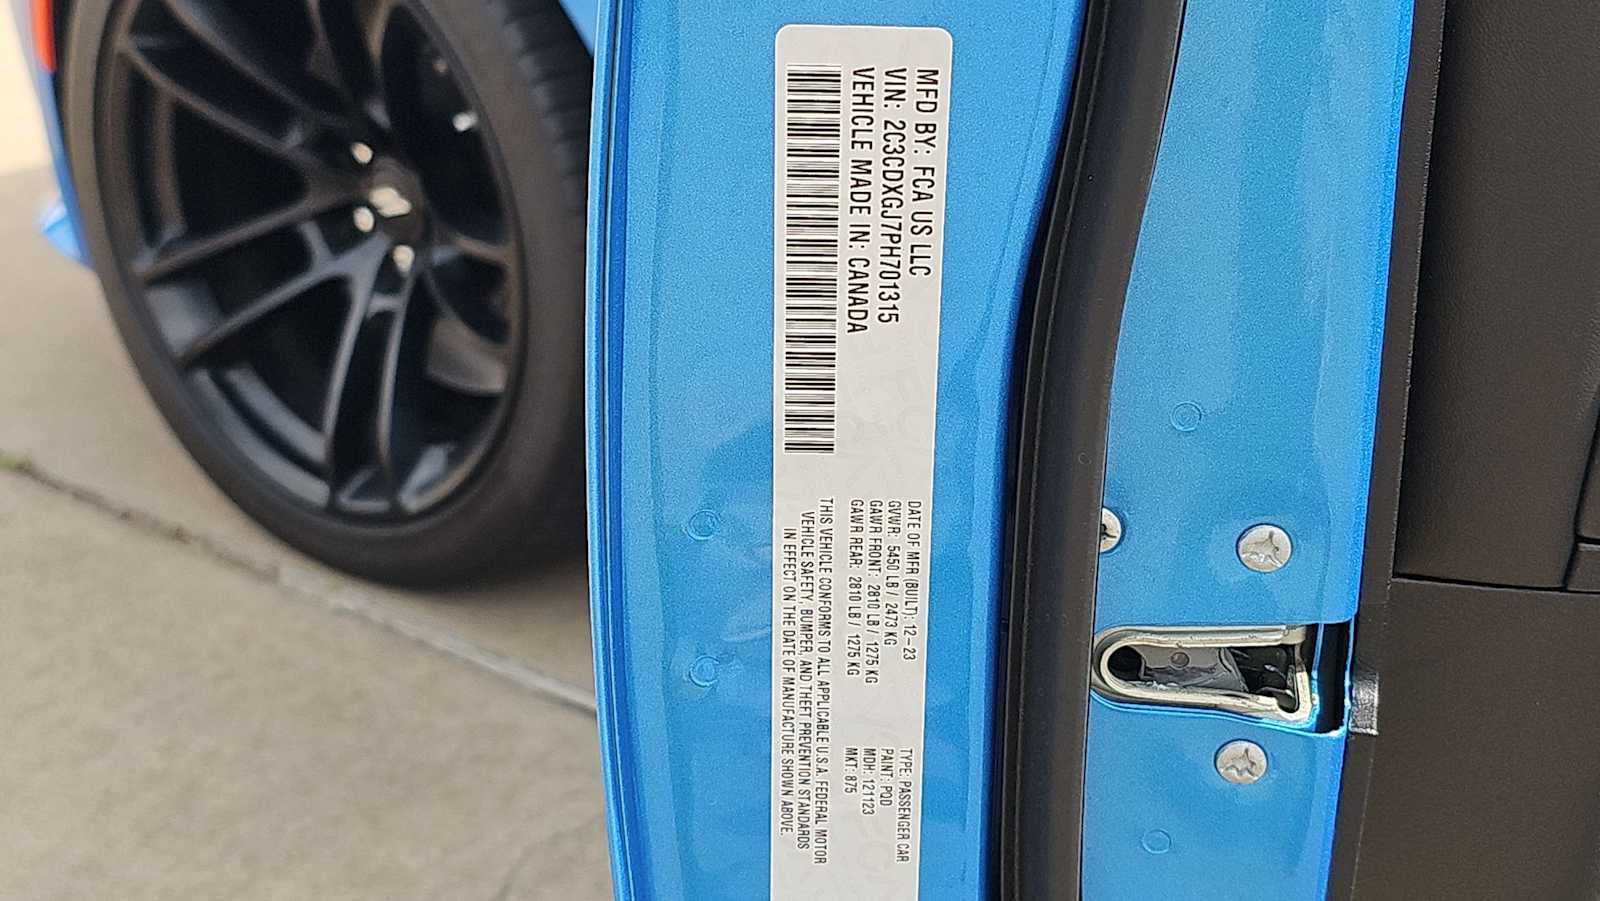 MFD BY: FCA US LLC
VIN: 2C3CDXGJ7PH701315
VEHICLE MADE IN: CANADA
DATE OF MFR (BUILT): 12-23
GVWR: 5450 LB / 2473 KG
GAWR FRONT: 2810 LB / 1275 KG
GAWR REAR: 2810 LB / 1275 KG
TYPE: PASSENGER CAR
PAINT: PQD
MDH: 121123
MKT: 875
THIS VEHICLE CONFORMS TO ALL APPLICABLE U.S.A. FEDERAL MOTOR
VEHICLE SAFETY, BUMPER, AND THEFT PREVENTION STANDARDS
IN EFFECT ON THE DATE OF MANUFACTURE SHOWN ABOVE.